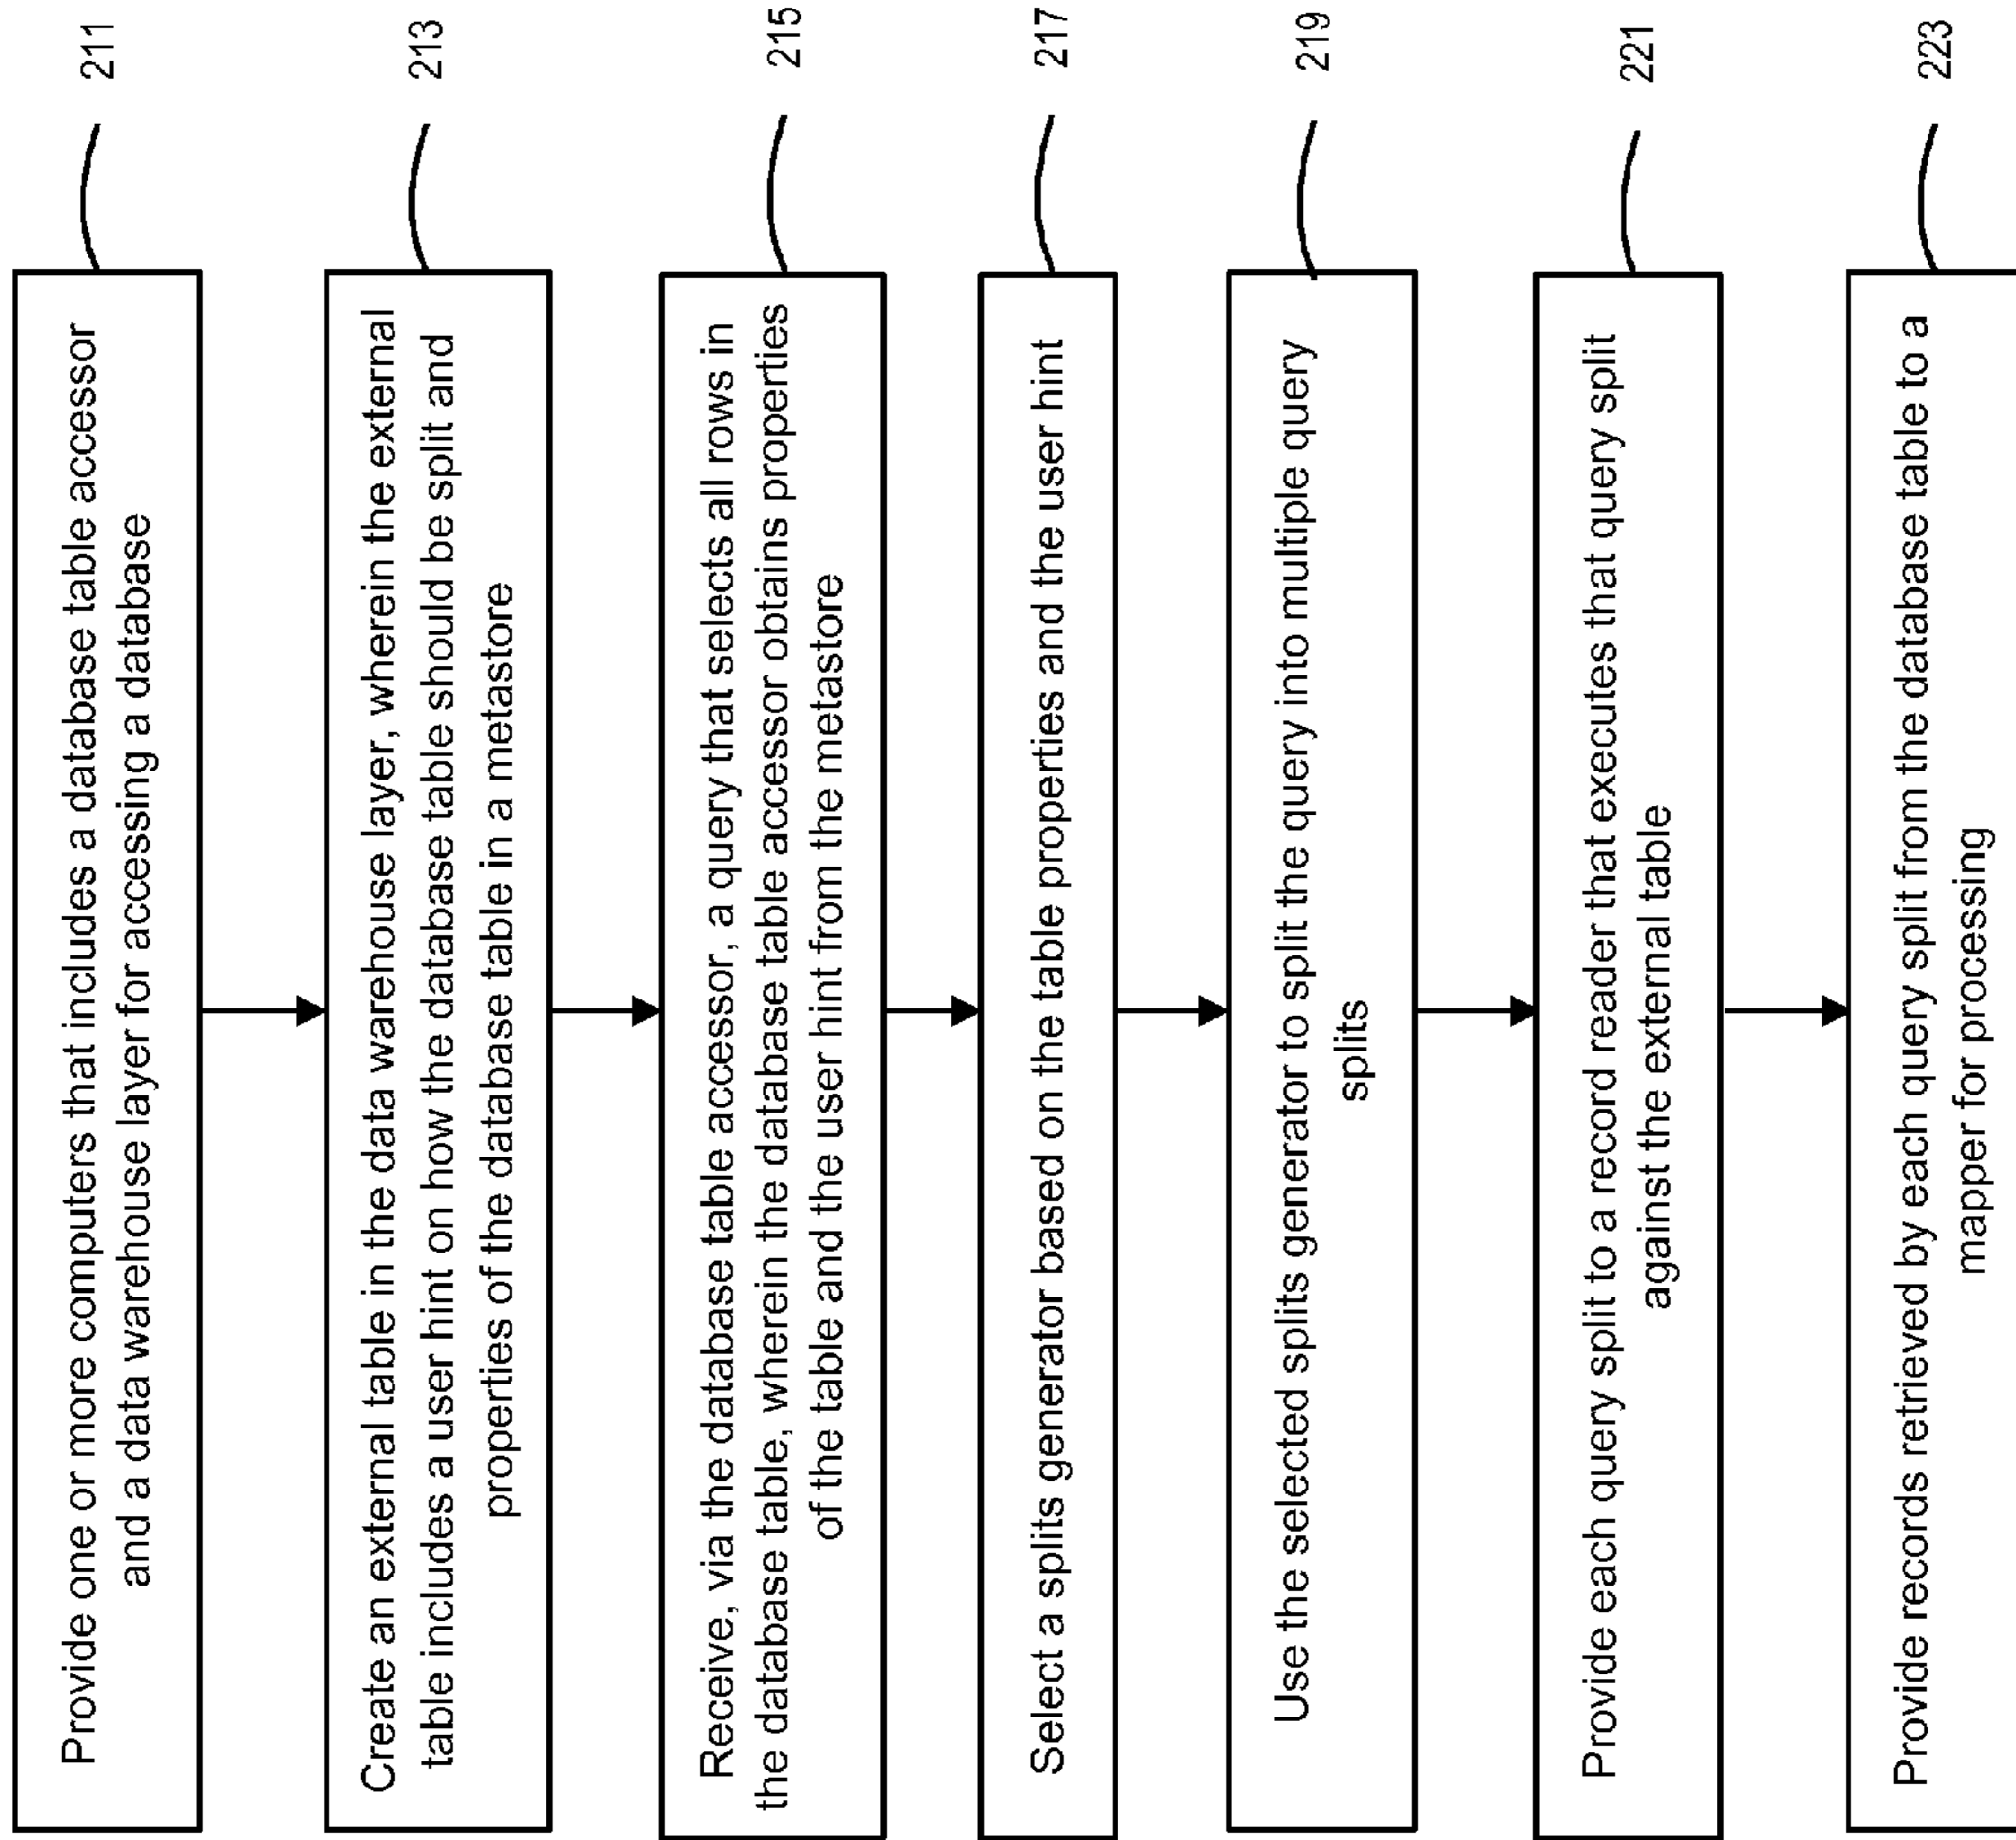 Provide one or more computers that includes a database table accessor
and a data warehouse layer for accessing a database
211
Create an external table in the data warehouse layer, wherein the external
table includes a user hint on how the database table should be split and
properties of the database table in a metastore
213
Receive, via the database table accessor, a query that selects all rows in
the database table, wherein the database table accessor obtains properties
of the table and the user hint from the metastore
215
Select a splits generator based on the table properties and the user hint
217
Use the selected splits generator to split the query into multiple query
splits
219
Provide each query split to a record reader that executes that query split
against the external table
221
Provide records retrieved by each query split from the database table to a
mapper for processing
223